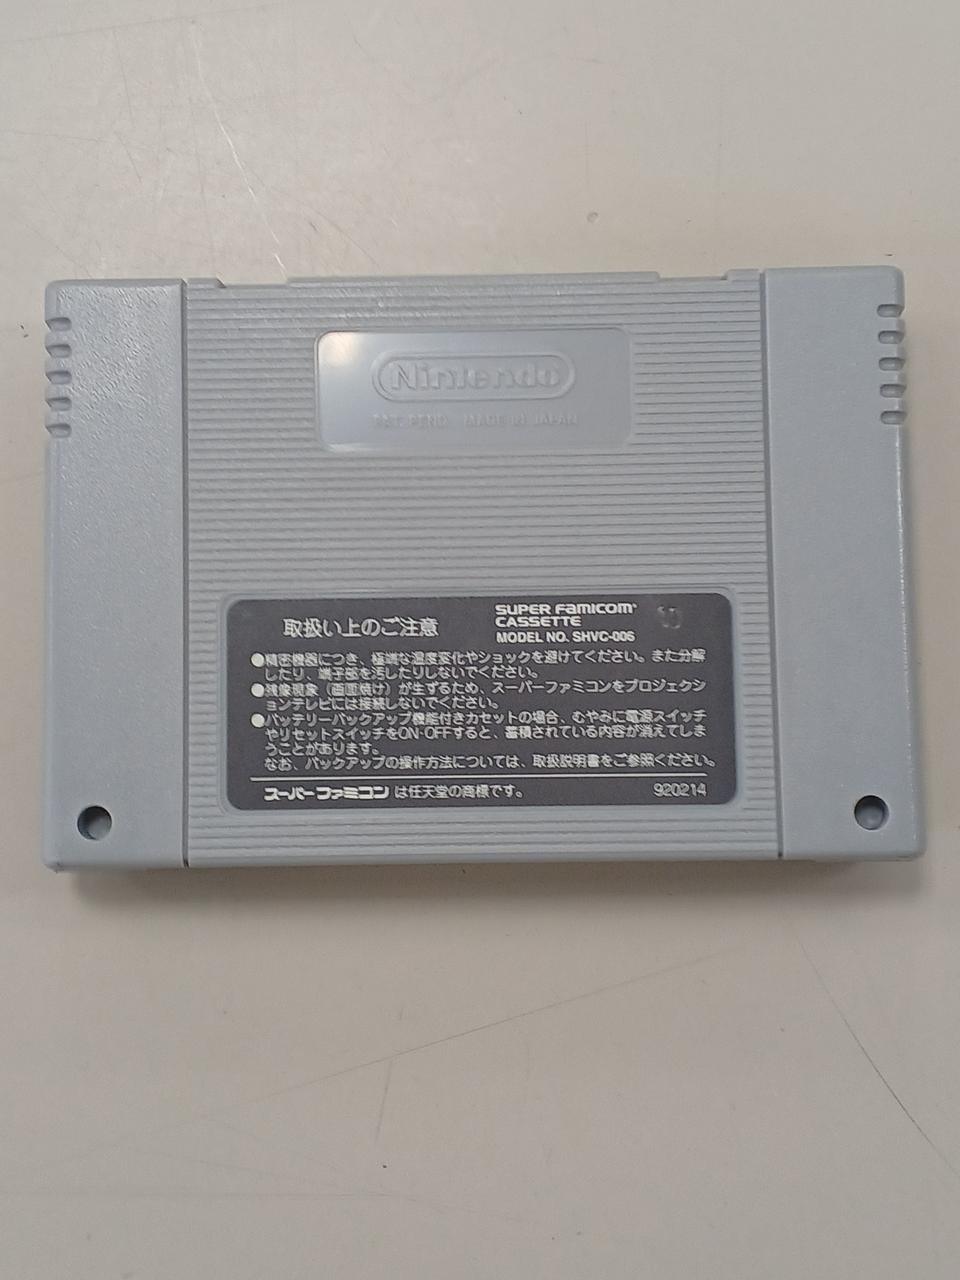 Nintendo
PAT. PEND. MADE IN JAPAN
取扱い上のご注意
SUPER Famicom
CASSETTE
MODEL NO. SHVC-006
●精密機器につき、極端な温度変化やショックを避けてください。また分解
したり、端子部を汚したりしないでください。
●残像現象（画面焼け）が生ずるため、スーパーファミコンをプロジェクシ
ョンテレビには接続しないでください。
●バッテリーバックアップ機能付きカセットの場合、むやみに電源スイッチ
やリセットスイッチをON-OFFすると、蓄積されている内容が消えてしま
うことがあります。
なお、バックアップの操作方法については、取扱説明書をご参照ください。
スーパーファミコンは任天堂の商標です。
920214